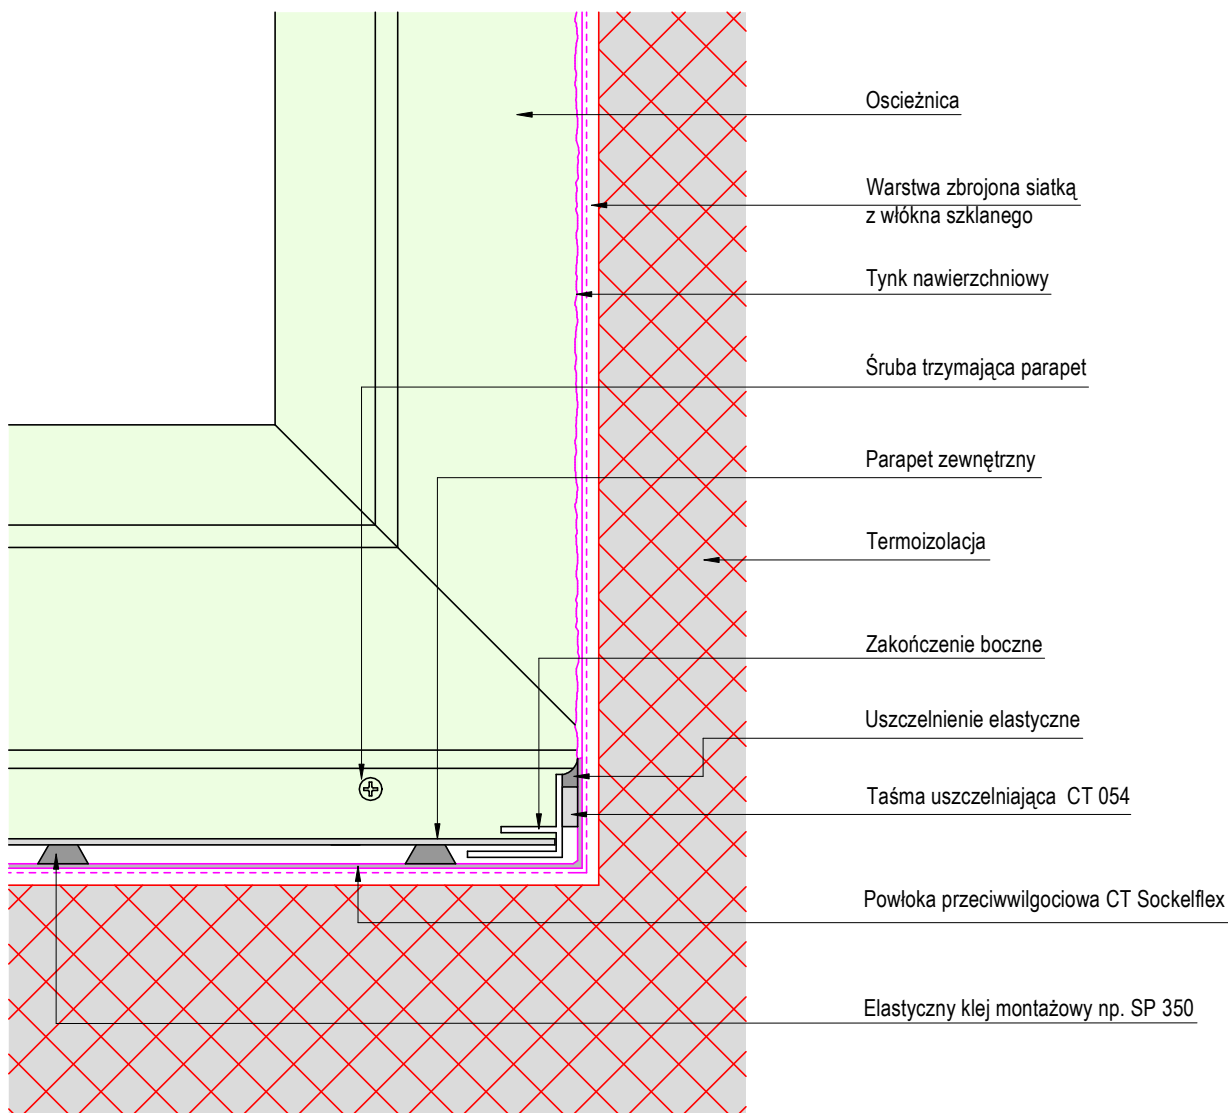 Oscieżnica
Warstwa zbrojona siatką
z włókna szklanego
Tynk nawierzchniowy
Śruba trzymająca parapet
Parapet zewnętrzny
Termoizolacja
Zakończenie boczne
Uszczelnienie elastyczne
Taśma uszczelniająca CT 054
Powłoka przeciwwilgociowa CT Sockelflex
Elastyczny klej montażowy np. SP 350